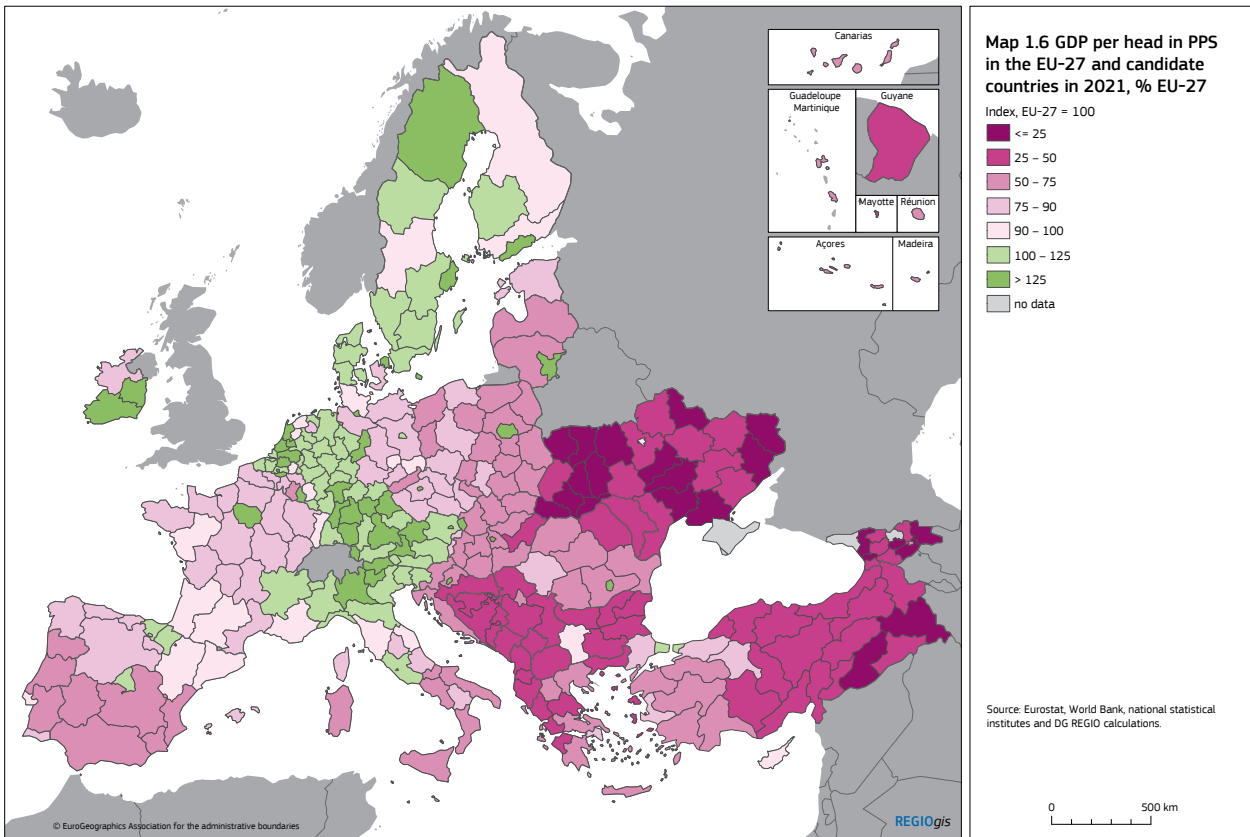 Canarias
Guadeloupe
Martinique
Guyane
Mayotte
Réunion
Açores
Madeira
© EuroGeographics Association for the administrative boundaries
REGIOgis
Map 1.6 GDP per head in PPS
in the EU-27 and candidate
countries in 2021, % EU-27
Index, EU-27 = 100
<= 25
25 – 50
50 – 75
75 – 90
90 – 100
100 – 125
> 125
no data
Source: Eurostat, World Bank, national statistical
institutes and DG REGIO calculations.
0 500 km